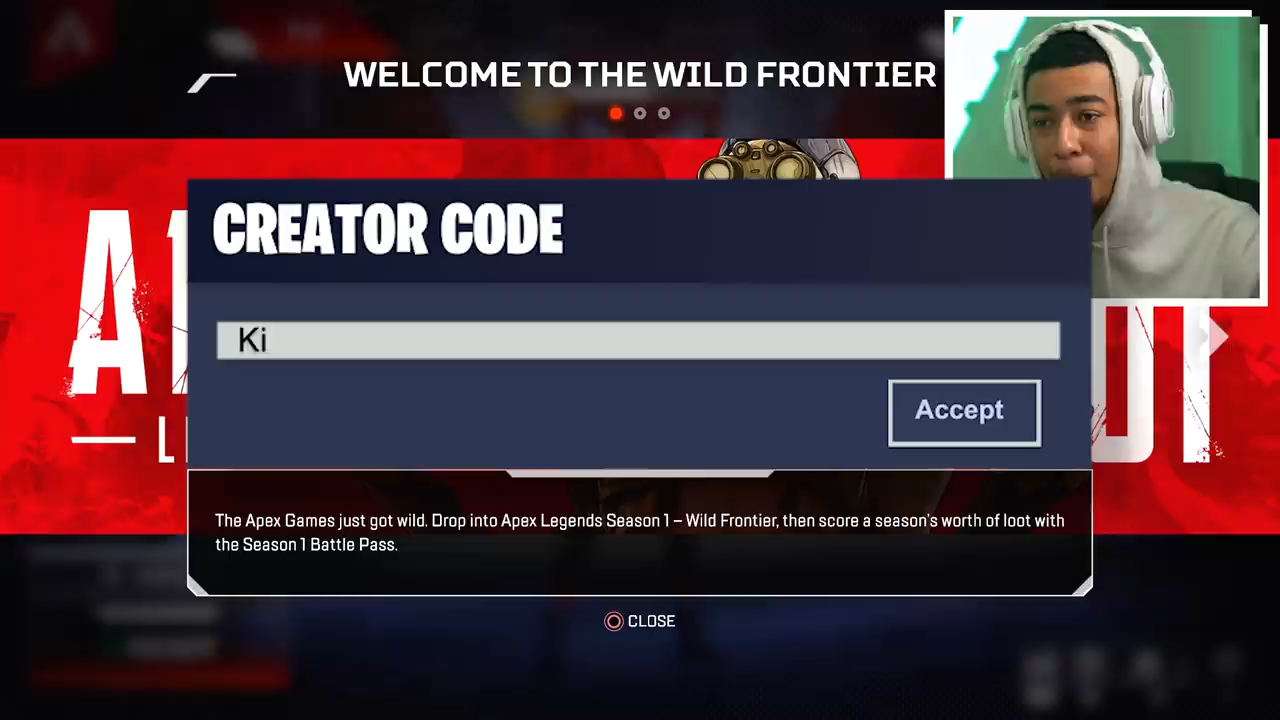 WELCOME TO THE WILD FRONTIER
CREATOR CODE
Ki
Accept
The Apex Games just got wild. Drop into Apex Legends Season 1 – Wild Frontier, then score a season's worth of loot with
the Season 1 Battle Pass.
CLOSE